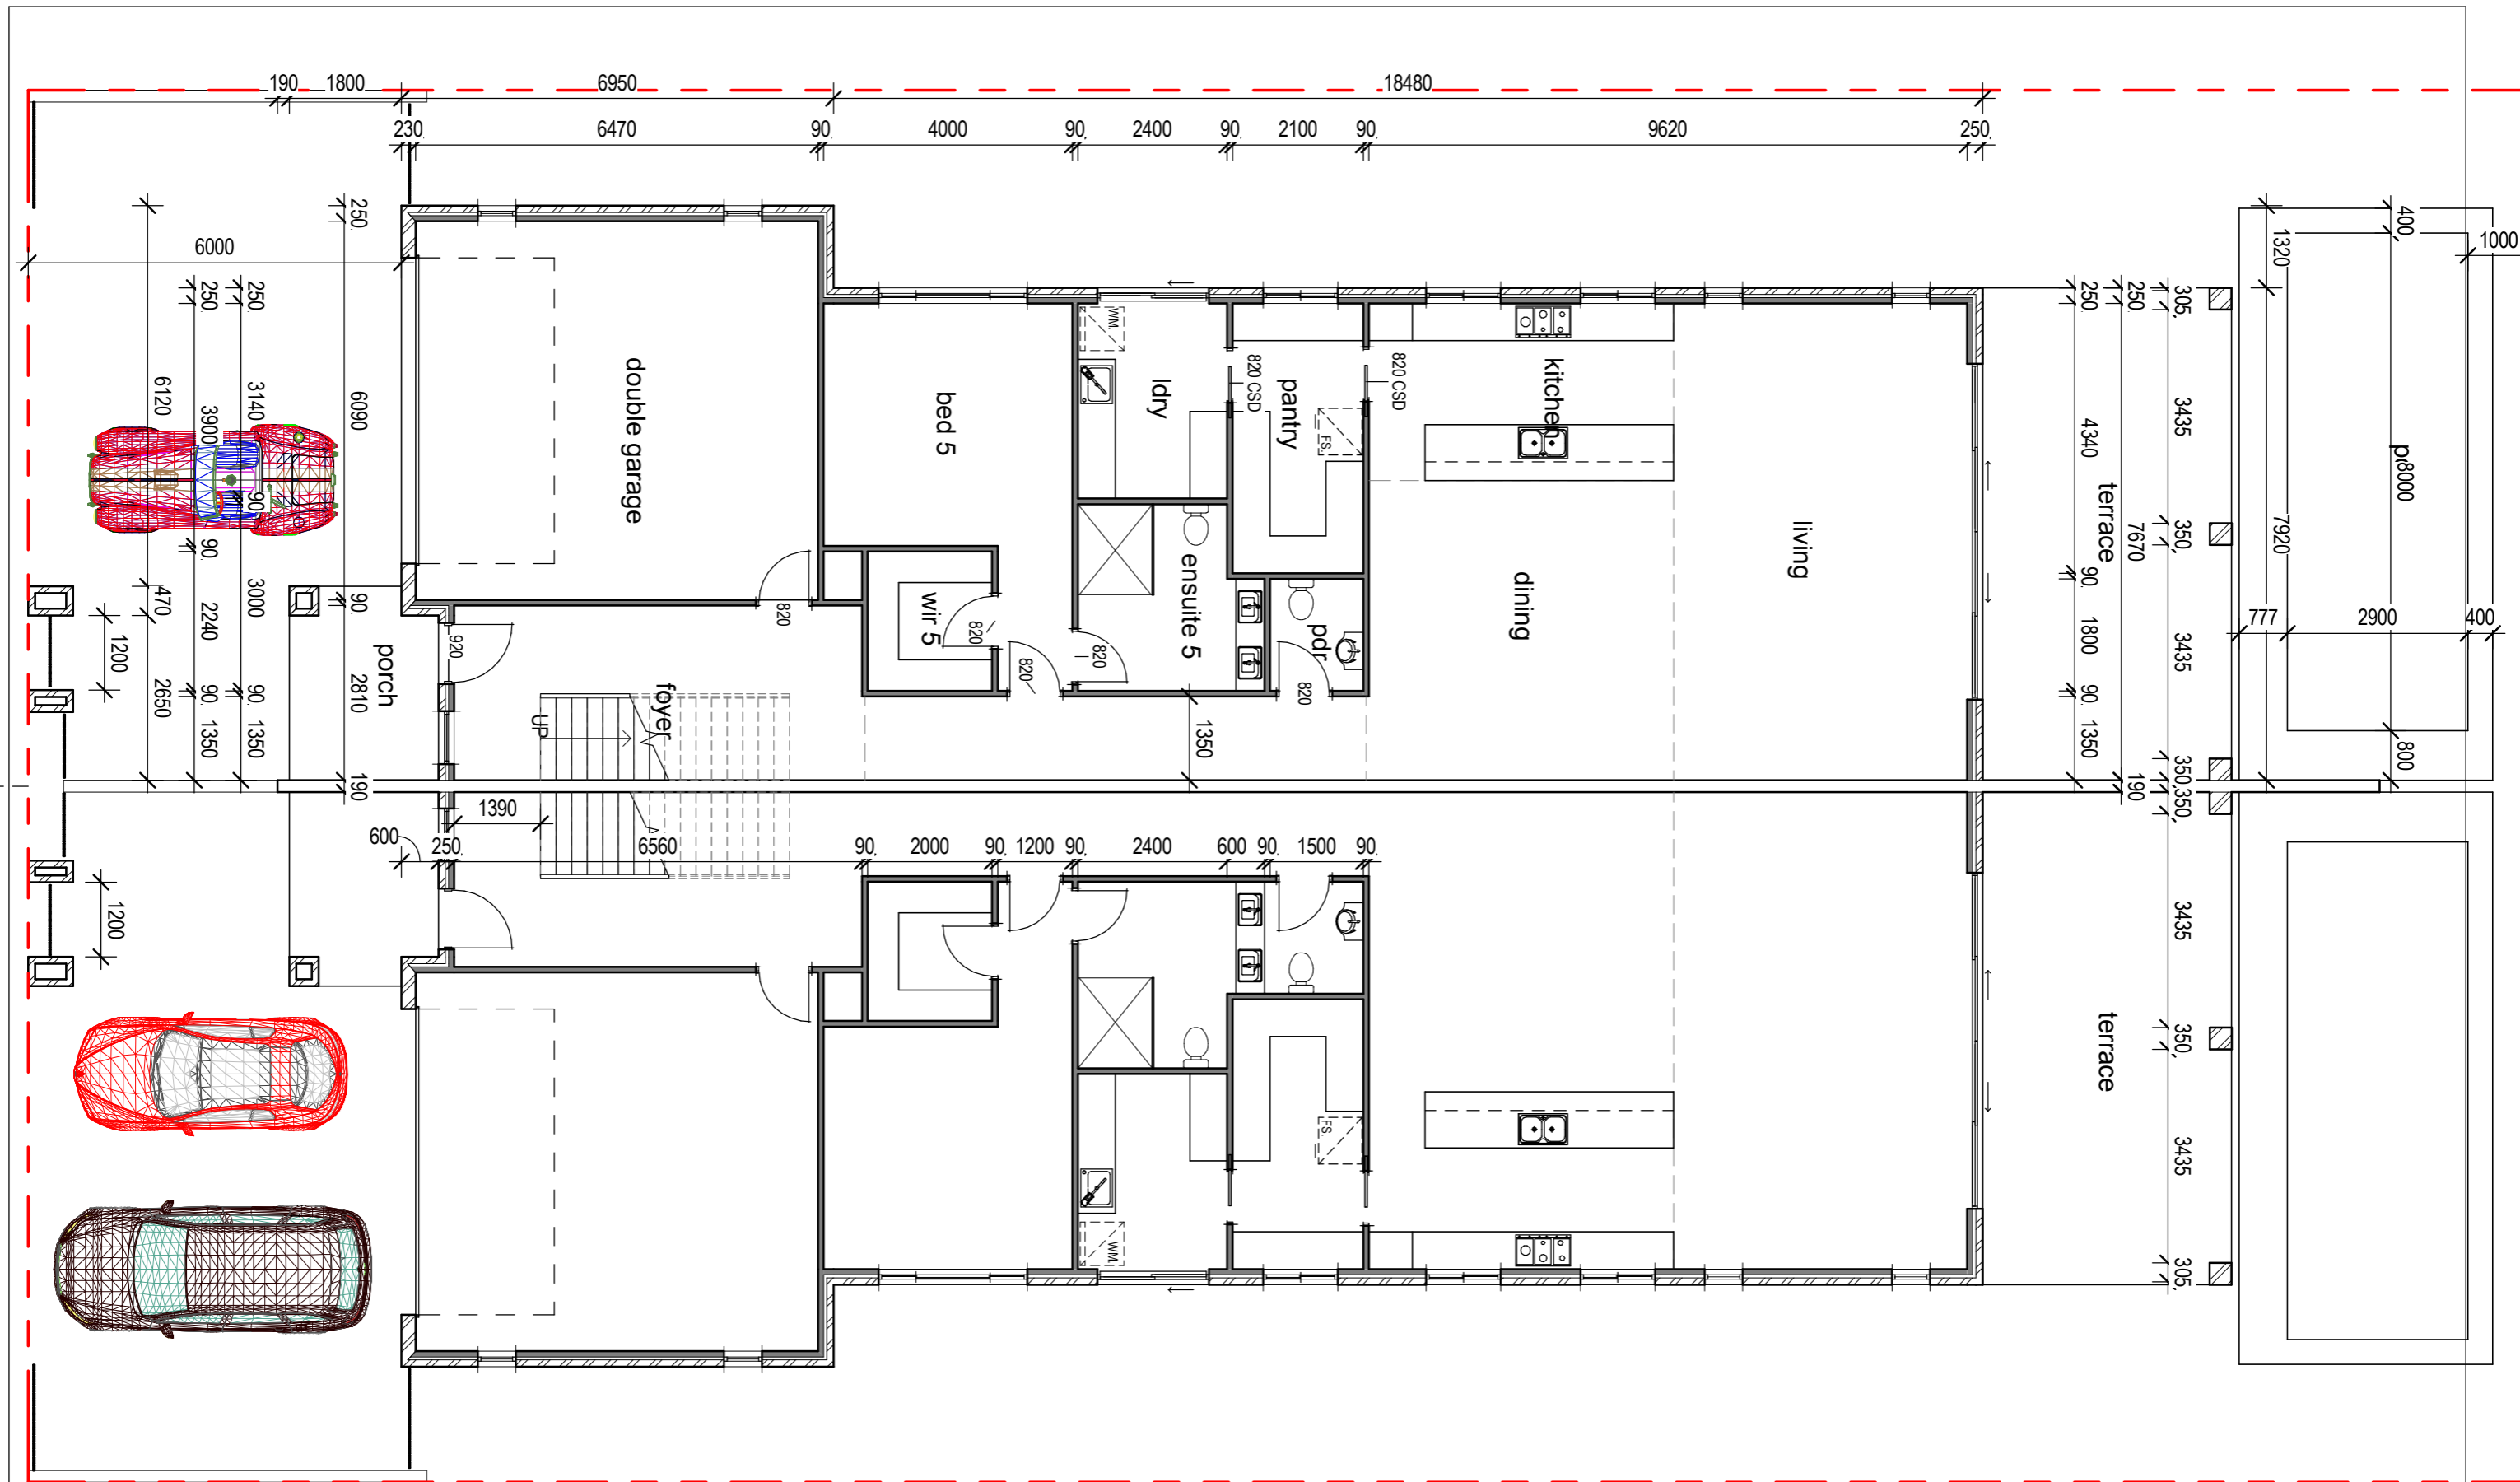 190 1800 6950 18480
230. 6470 90. 4000 90. 2400 90. 2100 90. 9620 250.
6000
250. 6090 90. 2810 190
250. 3140 90. 3000 90. 1350
250. 3900 90. 2240 90. 1350
6120 470 2650
1200
1200
double garage
bed 5
ldry
WM.
pantry
FS.
820 CSD
820 CSD
kitchen
living
dining
terrace
terrace
ensuite 5
wir 5
pdr
porch
foyer
UP
920
820
820
820
820
820
1350
1390
600 250. 6560 90. 2000 90. 1200 90. 2400 600 90. 1500 90.
250. 4340 90. 1800 90. 1350
250. 7670 190
305. 3435 350. 3435 350. 350. 3435 350. 3435 305.
1320 7920
400 8000 800
1000
777 2900 400
FS.
WM.